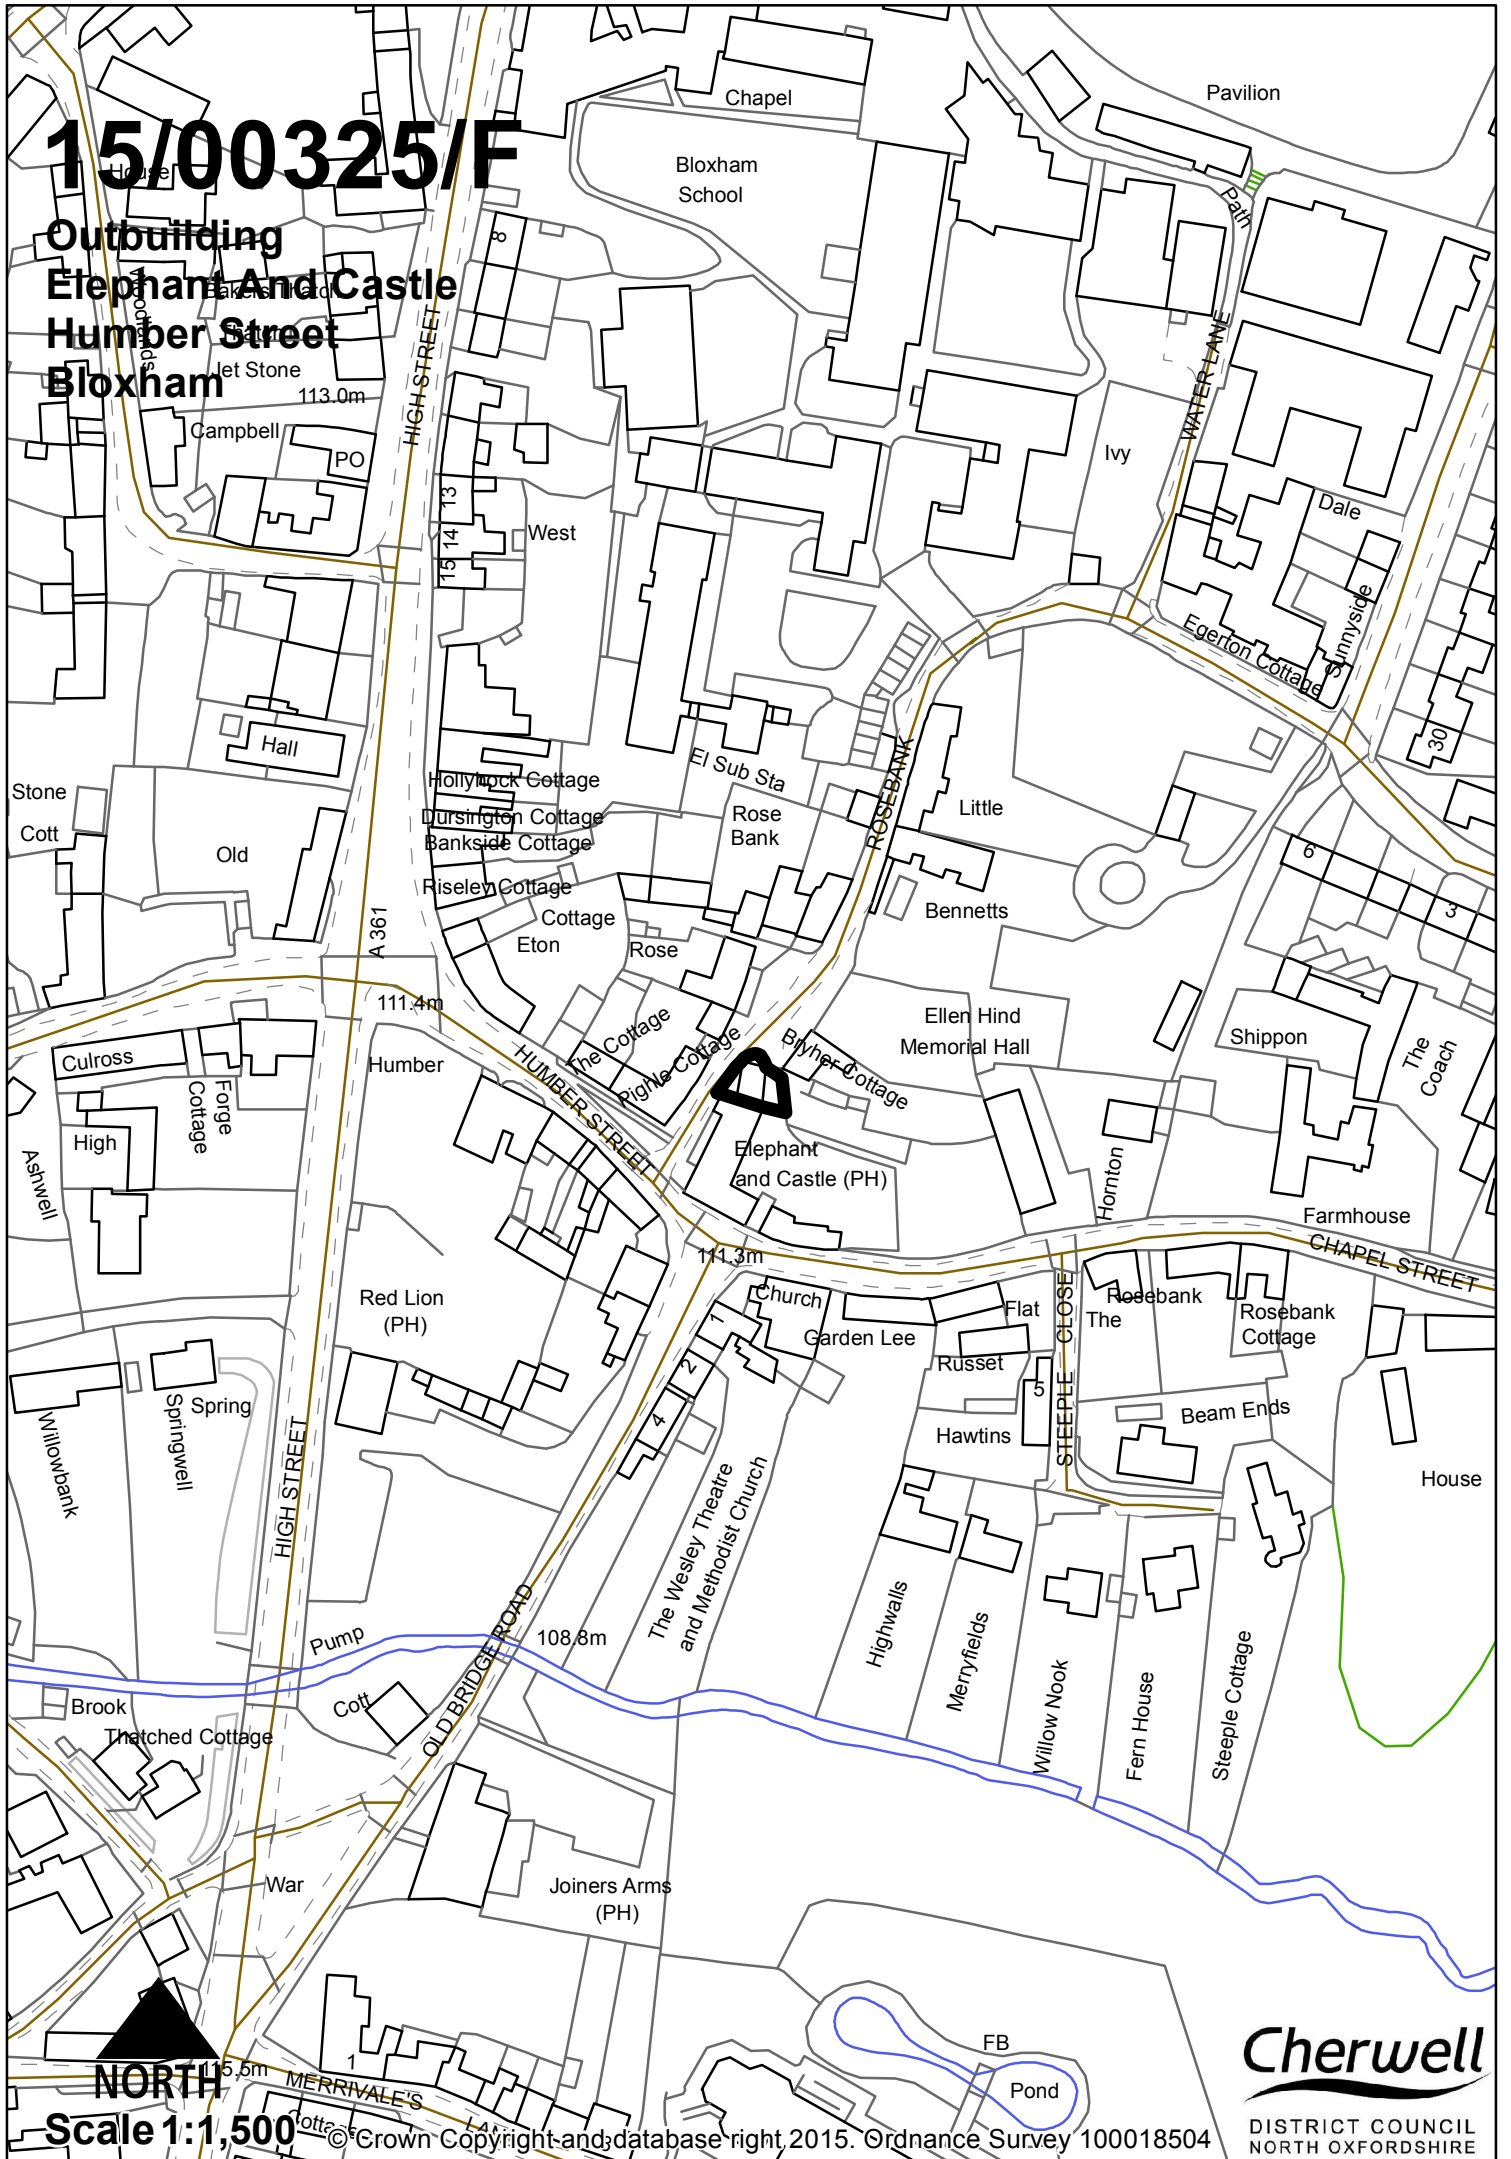 15/00325/F
Outbuilding
Elephant And Castle
Humber Street
Bloxham
Chapel
Pavilion
Bloxham
School
Path
House
8
Woodlands
Bakers Thatch
Thatch
Jet Stone
113.0m
HIGH STREET
WATER LANE
Campbell
PO
Ivy
13
14
15
West
Dale
Sunnyside
Egerton Cottage
30
Hall
El Sub Sta
ROSEBANK
Hollyhock Cottage
Stone
Cott
Dursington Cottage
Bankside Cottage
Rose
Bank
Little
Old
6
3
Riseley Cottage
Cottage
Eton
Rose
Bennetts
A 361
111.4m
Ellen Hind
Memorial Hall
Shippon
The
Coach
Culross
Humber
HUMBER STREET
The Cottage
Pighle Cottage
Bryher Cottage
Forge
Cottage
High
Ashwell
Elephant
and Castle (PH)
Hornton
Farmhouse
CHAPEL STREET
111.3m
Red Lion
(PH)
Church
1
2
4
Garden Lee
Flat
Russet
5
STEEPLE CLOSE
The
Rosebank
Rosebank
Cottage
Willowbank
Springwell
Spring
HIGH STREET
Hawtins
Beam Ends
House
The Wesley Theatre
and Methodist Church
Highwalls
Merryfields
Willow Nook
Fern House
Steeple Cottage
Pump
108.8m
OLD BRIDGE ROAD
Brook
Cott
Thatched Cottage
War
Joiners Arms
(PH)
FB
Pond
NORTH
115.5m
1
MERRIVALE'S
Scale 1:1,500
© Crown Copyright and database right 2015. Ordnance Survey 100018504
Cherwell
DISTRICT COUNCIL
NORTH OXFORDSHIRE